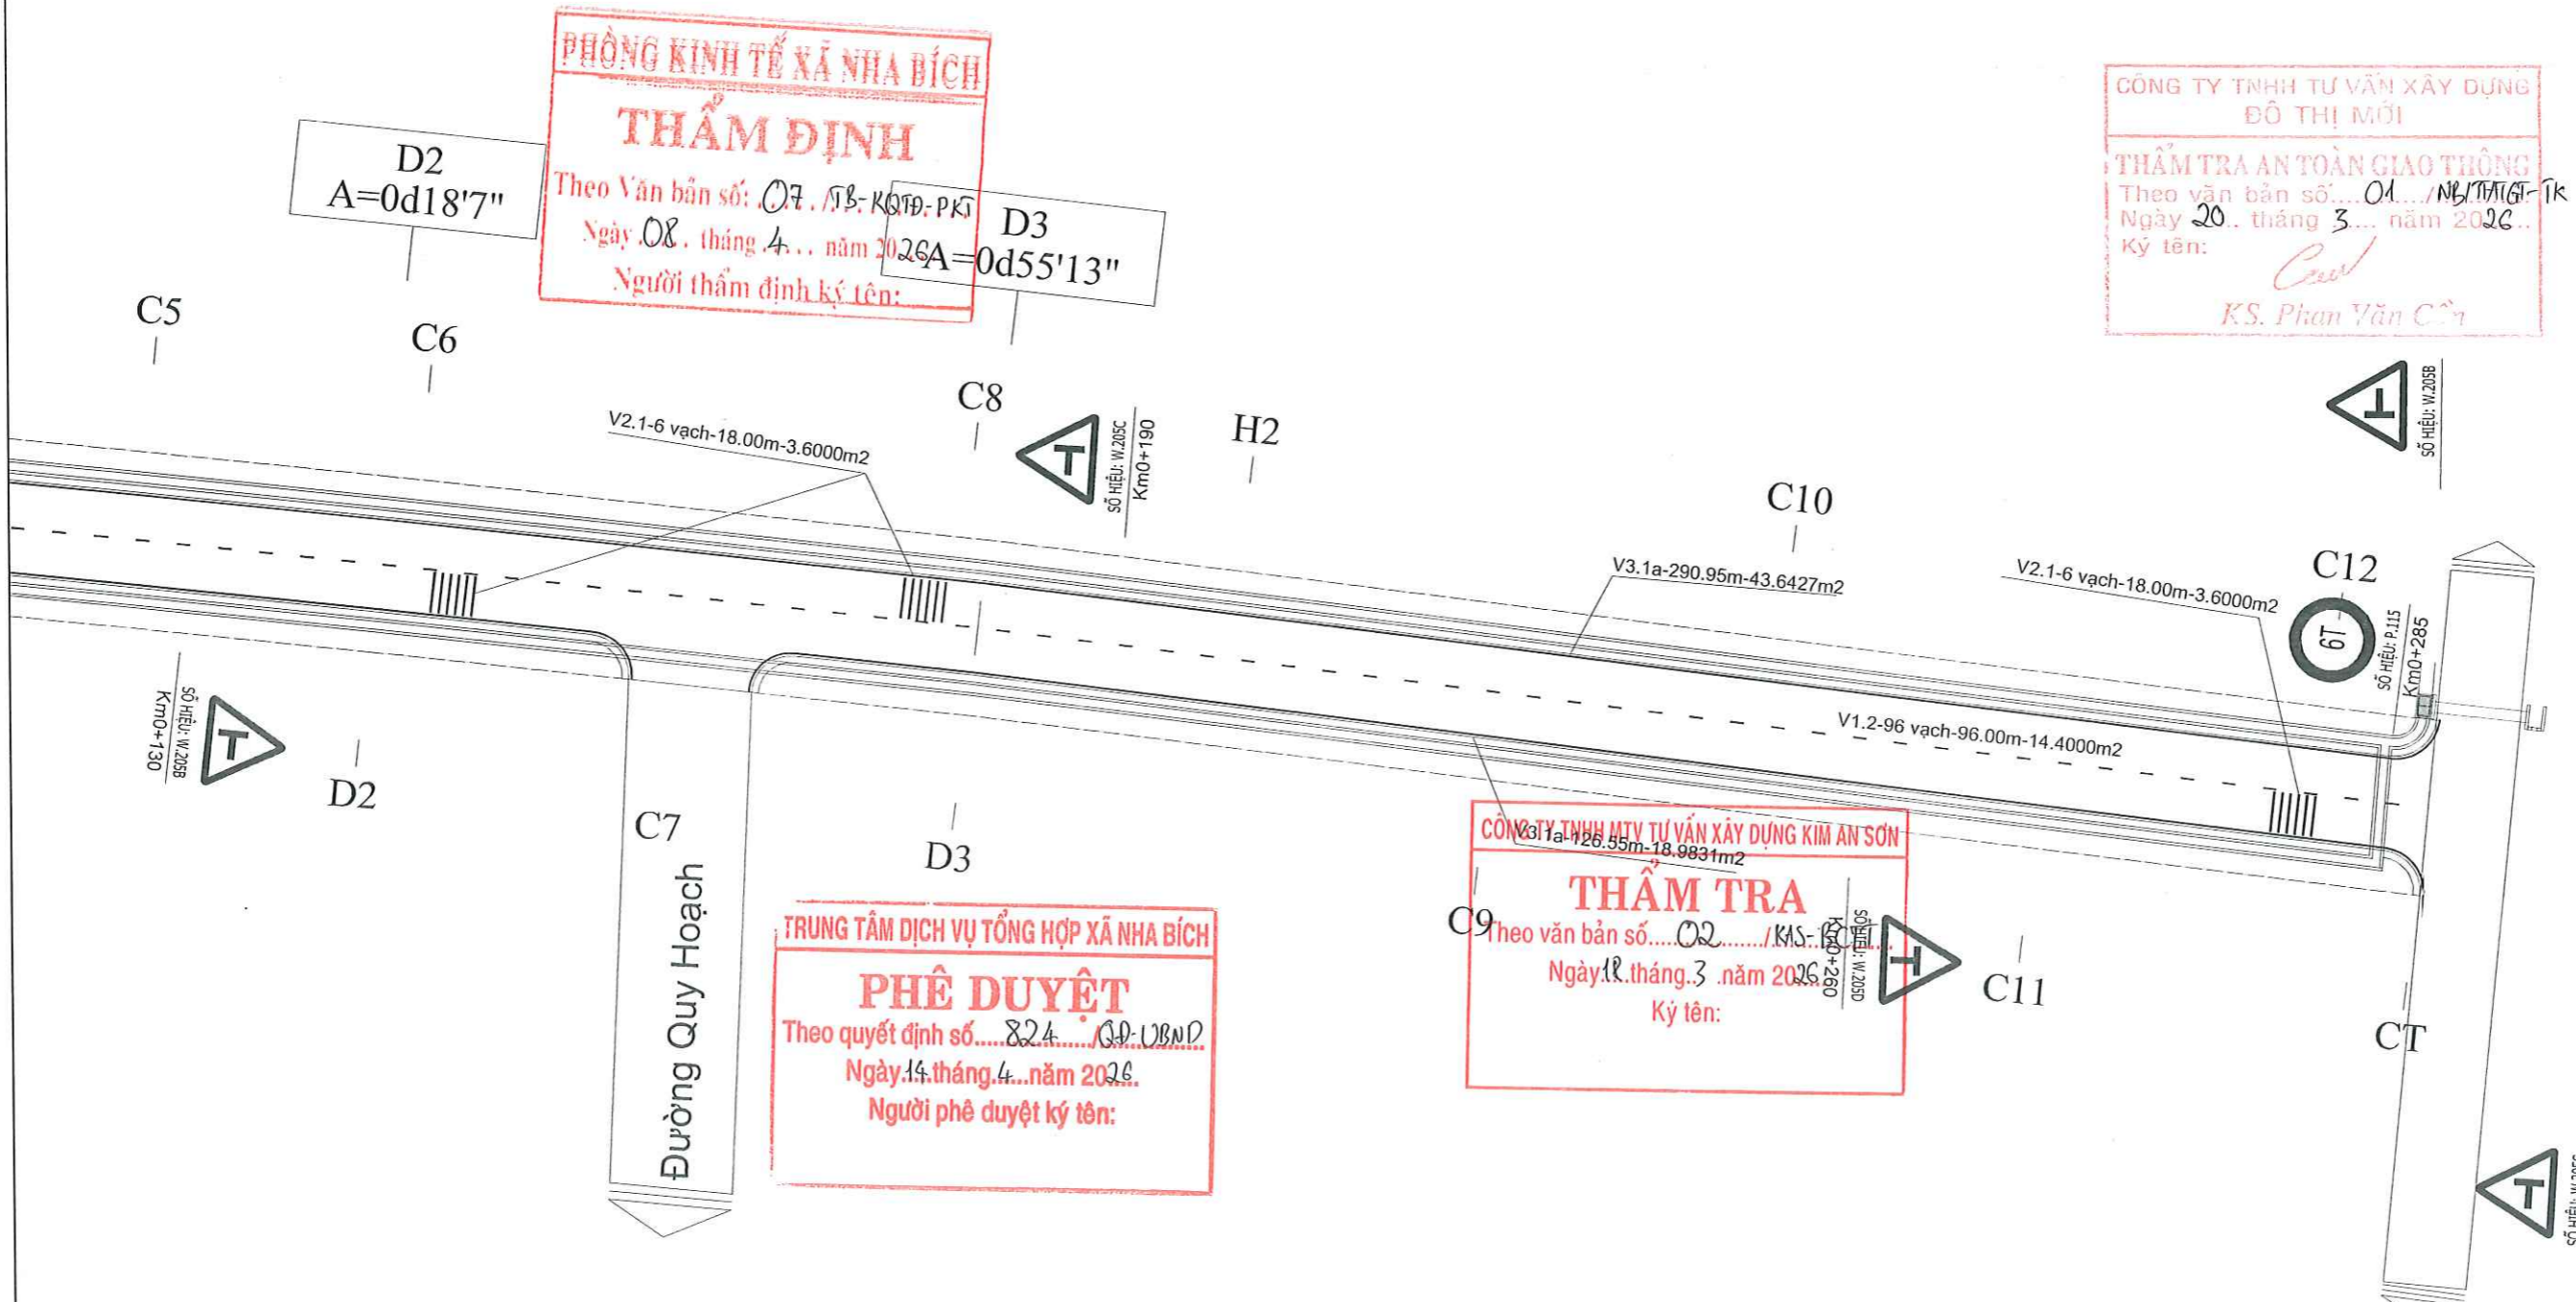 PHÒNG KINH TẾ XÃ NHA BÍCH
THẨM ĐỊNH
Theo Văn bản số: 07 /TB-KQTĐ-PKT
Ngày 08 tháng 4 năm 2026
Người thẩm định ký tên:
CÔNG TY TNHH TƯ VẤN XÂY DỰNG
ĐÔ THỊ MỚI
THẨM TRA AN TOÀN GIAO THÔNG
Theo văn bản số 01 /
Ngày 20 tháng 3 năm 2026
Ký tên:
KS. Phan Văn
D2
A=0d18'7"
D3
A=0d55'13"
C5
C6
C8
H2
C10
C12
V2.1-6 vạch-18.00m-3.6000m2
SỐ HIỆU: W.205C
Km0+190
SỐ HIỆU: W.205B
V3.1a-290.95m-43.6427m2
V2.1-6 vạch-18.00m-3.6000m2
6T
SỐ HIỆU: P.115
Km0+285
V1.2-96 vạch-96.00m-14.4000m2
SỐ HIỆU: W.205B
Km0+130
D2
C7
Đường Quy Hoạch
D3
V3.1a-126.55m-18.9831m2
CÔNG TY TNHH MTV TƯ VẤN XÂY DỰNG KIM AN SƠN
THẨM TRA
Theo văn bản số 02 /KAS-
Ngày 18 tháng 3 năm 2026
Ký tên:
C9
SỐ HIỆU: W.205D
Km0+260
C11
CT
TRUNG TÂM DỊCH VỤ TỔNG HỢP XÃ NHA BÍCH
PHÊ DUYỆT
Theo quyết định số 824 /QĐ-UBND
Ngày 14 tháng 4 năm 2026
Người phê duyệt ký tên: